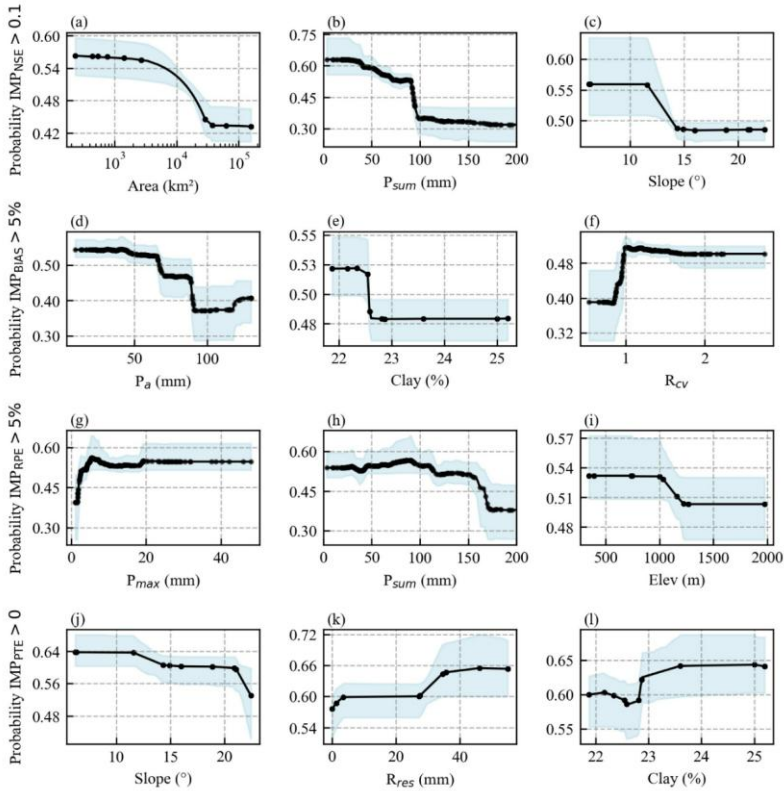 (a) (b) (c)
Probability IMP_NSE > 0.1
0.60 0.54 0.48 0.42
10³ 10⁴ 10⁵
Area (km²)
0.75 0.60 0.45 0.30
0 50 100 150 200
P_sum (mm)
0.60 0.55 0.50
10 15 20
Slope (°)
(d) (e) (f)
Probability IMP_BIAS > 5%
0.50 0.40 0.30
50 100
P_a (mm)
0.55 0.53 0.50 0.48
22 23 24 25
Clay (%)
0.48 0.40 0.32
1 2
R_cv
(g) (h) (i)
Probability IMP_RPE > 5%
0.60 0.45 0.30
0 20 40
P_max (mm)
0.60 0.50 0.40 0.30
0 50 100 150 200
P_sum (mm)
0.57 0.54 0.51 0.48
500 1000 1500 2000
Elev (m)
(j) (k) (l)
Probability IMP_PTE > 0
0.64 0.56 0.48
10 15 20
Slope (°)
0.72 0.66 0.60 0.54
0 20 40
R_res (mm)
0.65 0.60 0.55
22 23 24 25
Clay (%)